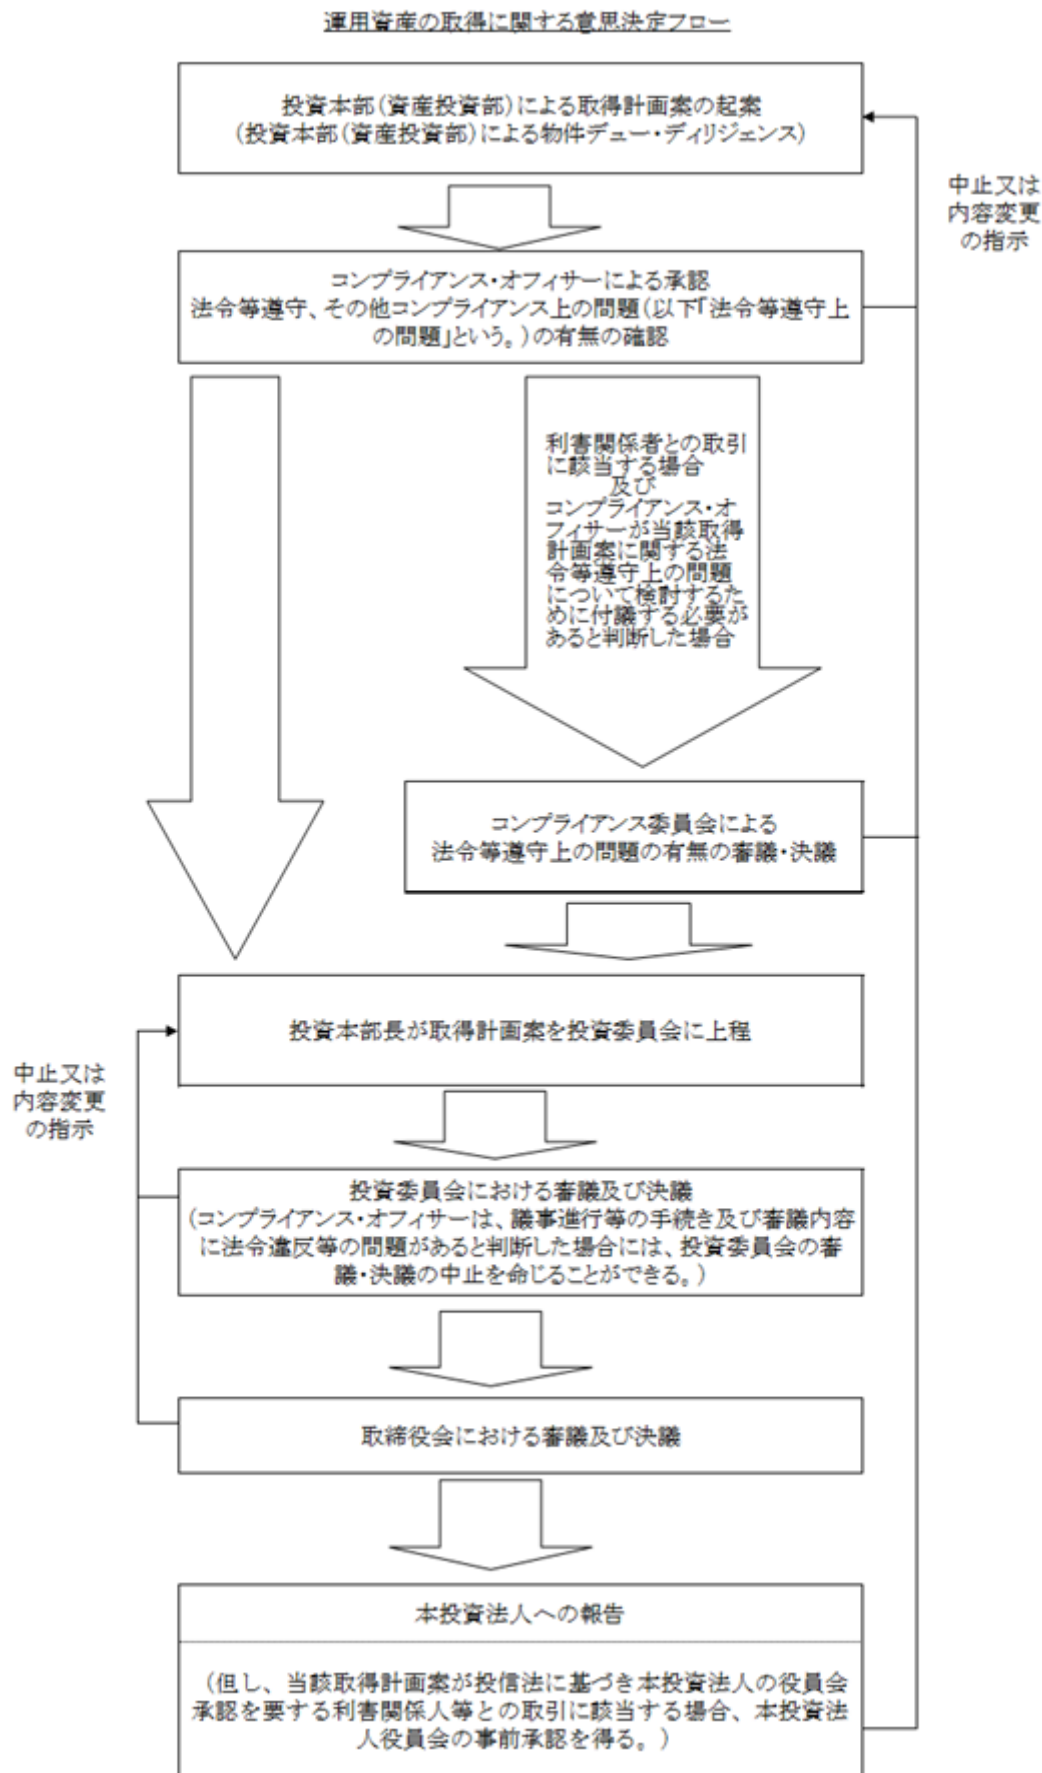 運用資産の取得に関する意思決定フロー
投資本部(資産投資部)による取得計画案の起案
(投資本部(資産投資部)による物件デュー・ディリジェンス)
中止又は
内容変更
の指示
コンプライアンス・オフィサーによる承認
法令等遵守、その他コンプライアンス上の問題(以下「法令等遵守上
の問題」という。)の有無の確認
利害関係者との取引
に該当する場合
及び
コンプライアンス・オ
フィサーが当該取得
計画案に関する法
令等遵守上の問題
について検討するた
めに付議する必要が
あると判断した場合
コンプライアンス委員会による
法令等遵守上の問題の有無の審議・決議
投資本部長が取得計画案を投資委員会に上程
中止又は
内容変更
の指示
投資委員会における審議及び決議
(コンプライアンス・オフィサーは、議事進行等の手続き及び審議内容
に法令違反等の問題があると判断した場合には、投資委員会の審
議・決議の中止を命じることができる。)
取締役会における審議及び決議
本投資法人への報告
(但し、当該取得計画案が投信法に基づき本投資法人の役員会
承認を要する利害関係人等との取引に該当する場合、本投資法
人役員会の事前承認を得る。)